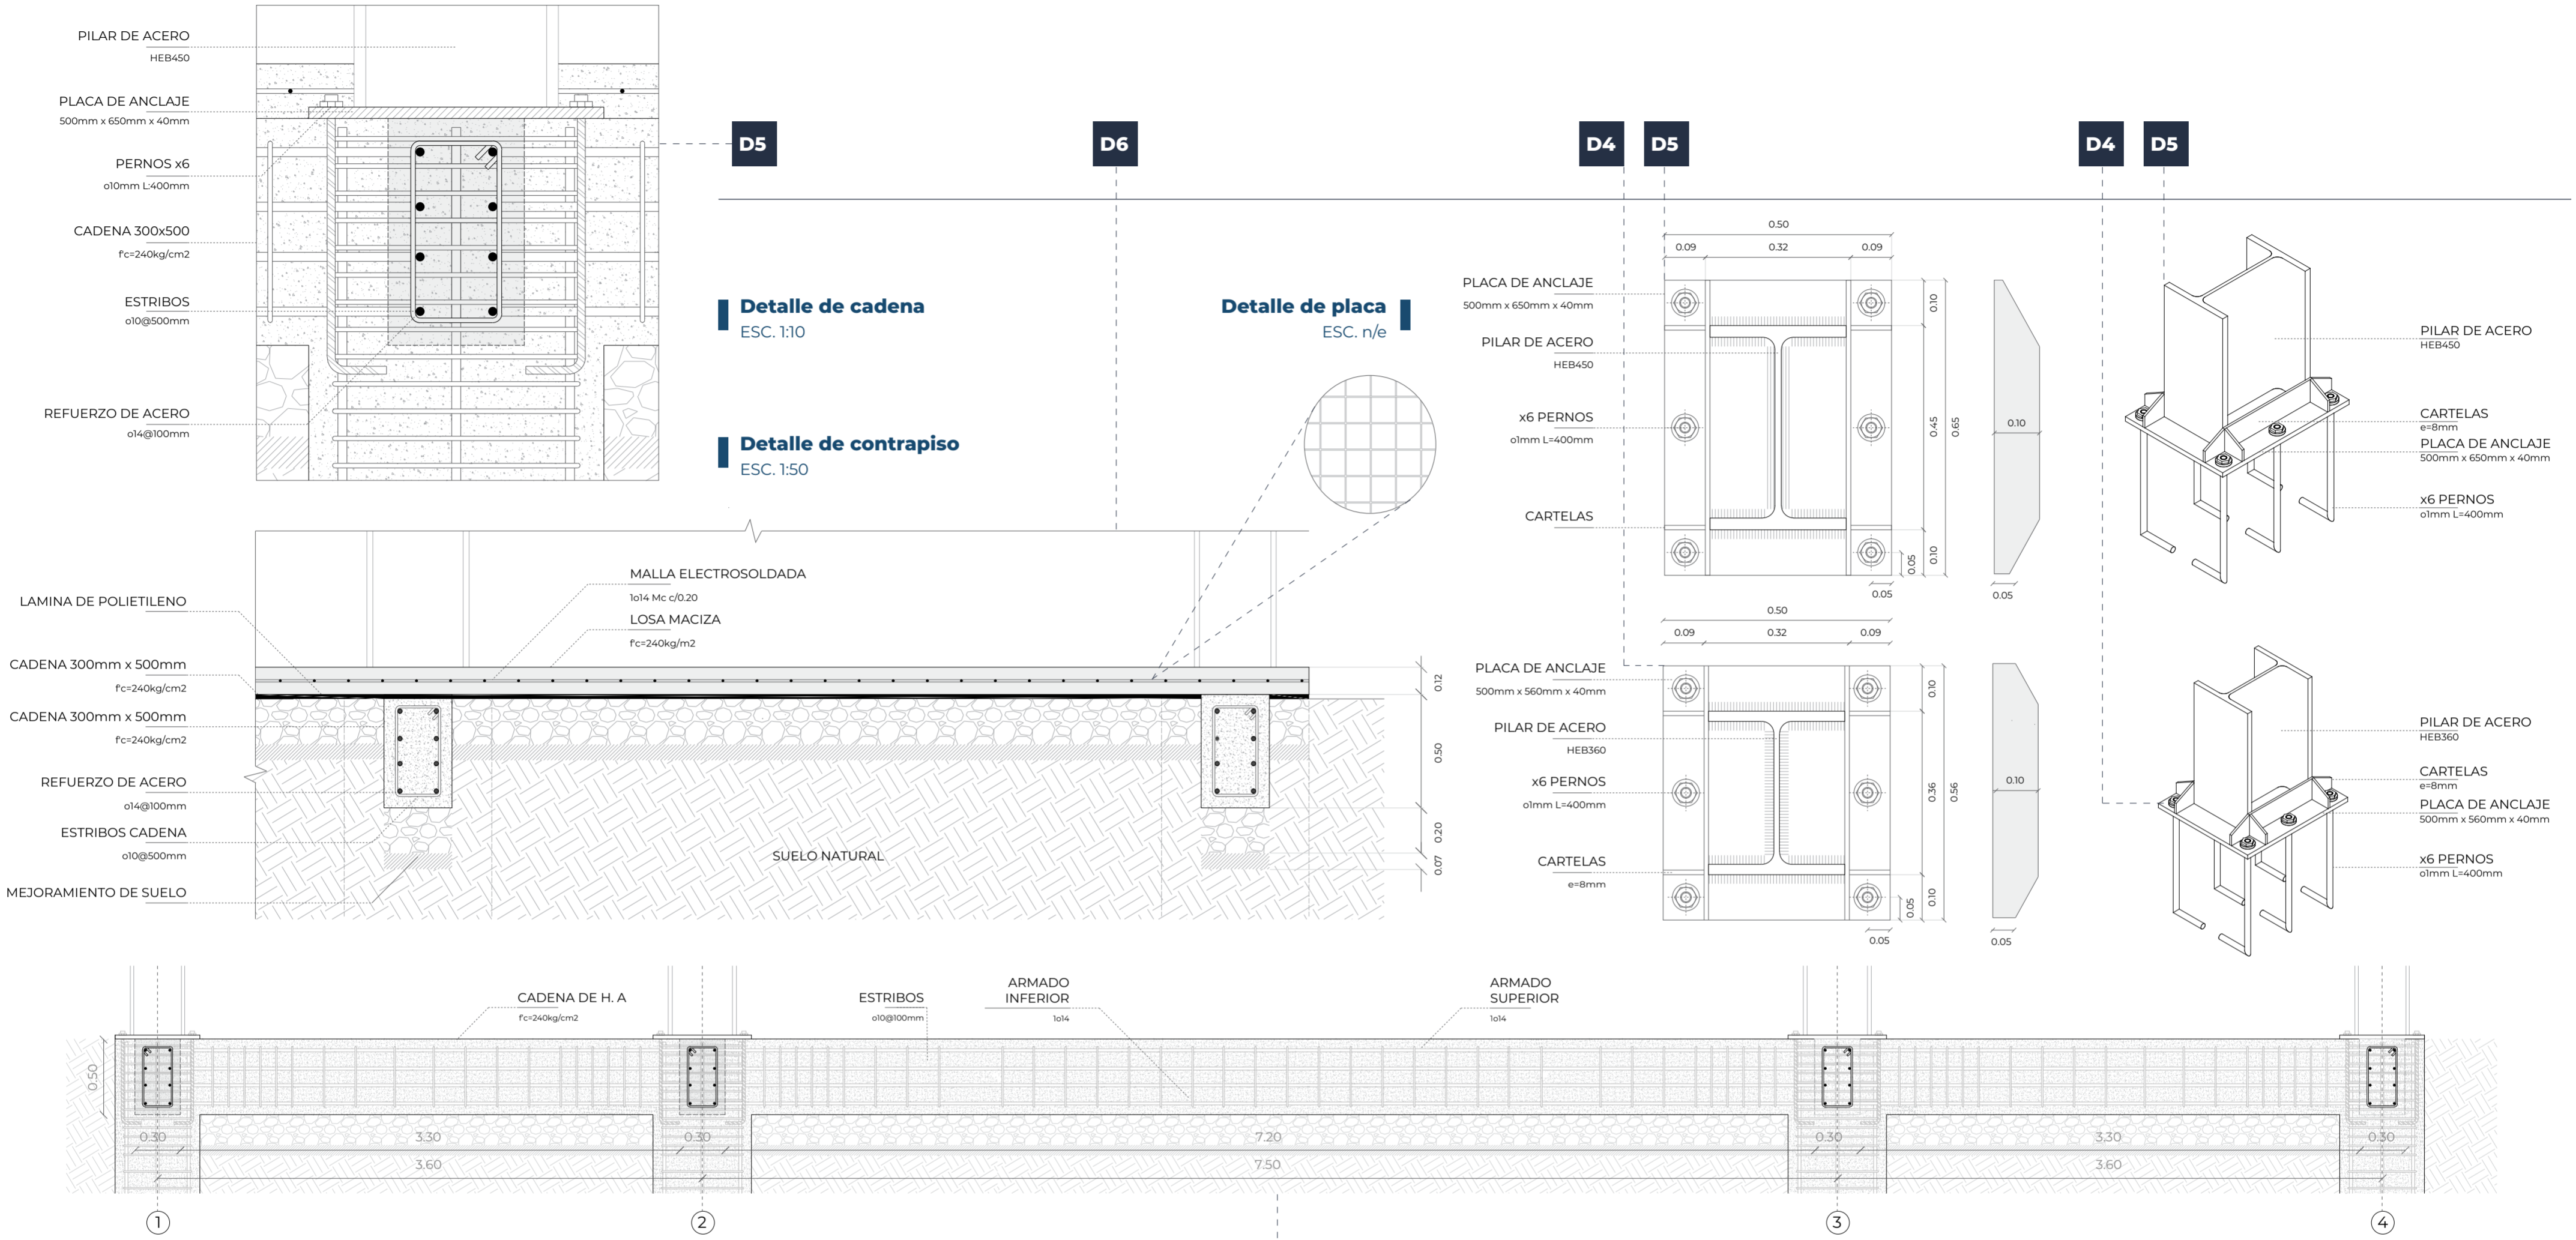 PILAR DE ACERO
HEB450
PLACA DE ANCLAJE
500mm x 650mm x 40mm
PERNOS x6
o10mm L:400mm
CADENA 300x500
f'c=240kg/cm2
ESTRIBOS
o10@500mm
REFUERZO DE ACERO
o14@100mm
D5
D6
D4
D5
D4
D5
Detalle de cadena
ESC. 1:10
Detalle de placa
ESC. n/e
Detalle de contrapiso
ESC. 1:50
0.50
0.09
0.32
0.09
PLACA DE ANCLAJE
500mm x 650mm x 40mm
PILAR DE ACERO
HEB450
x6 PERNOS
o1mm L=400mm
CARTELAS
0.10
0.45
0.65
0.10
0.05
0.05
0.10
0.05
PILAR DE ACERO
HEB450
CARTELAS
e=8mm
PLACA DE ANCLAJE
500mm x 650mm x 40mm
x6 PERNOS
o1mm L=400mm
MALLA ELECTROSOLDADA
1o14 Mc c/0.20
LOSA MACIZA
f'c=240kg/m2
LAMINA DE POLIETILENO
CADENA 300mm x 500mm
f'c=240kg/cm2
CADENA 300mm x 500mm
f'c=240kg/cm2
REFUERZO DE ACERO
o14@100mm
ESTRIBOS CADENA
o10@500mm
MEJORAMIENTO DE SUELO
SUELO NATURAL
0.12
0.50
0.20
0.07
0.50
0.09
0.32
0.09
PLACA DE ANCLAJE
500mm x 560mm x 40mm
PILAR DE ACERO
HEB360
x6 PERNOS
o1mm L=400mm
CARTELAS
e=8mm
0.10
0.36
0.56
0.10
0.05
0.05
0.10
0.05
PILAR DE ACERO
HEB360
CARTELAS
e=8mm
PLACA DE ANCLAJE
500mm x 560mm x 40mm
x6 PERNOS
o1mm L=400mm
CADENA DE H. A
f'c=240kg/cm2
ESTRIBOS
o10@100mm
ARMADO
INFERIOR
1o14
ARMADO
SUPERIOR
1o14
0.50
0.30
3.30
0.30
7.20
0.30
3.30
0.30
3.60
7.50
3.60
1
2
3
4